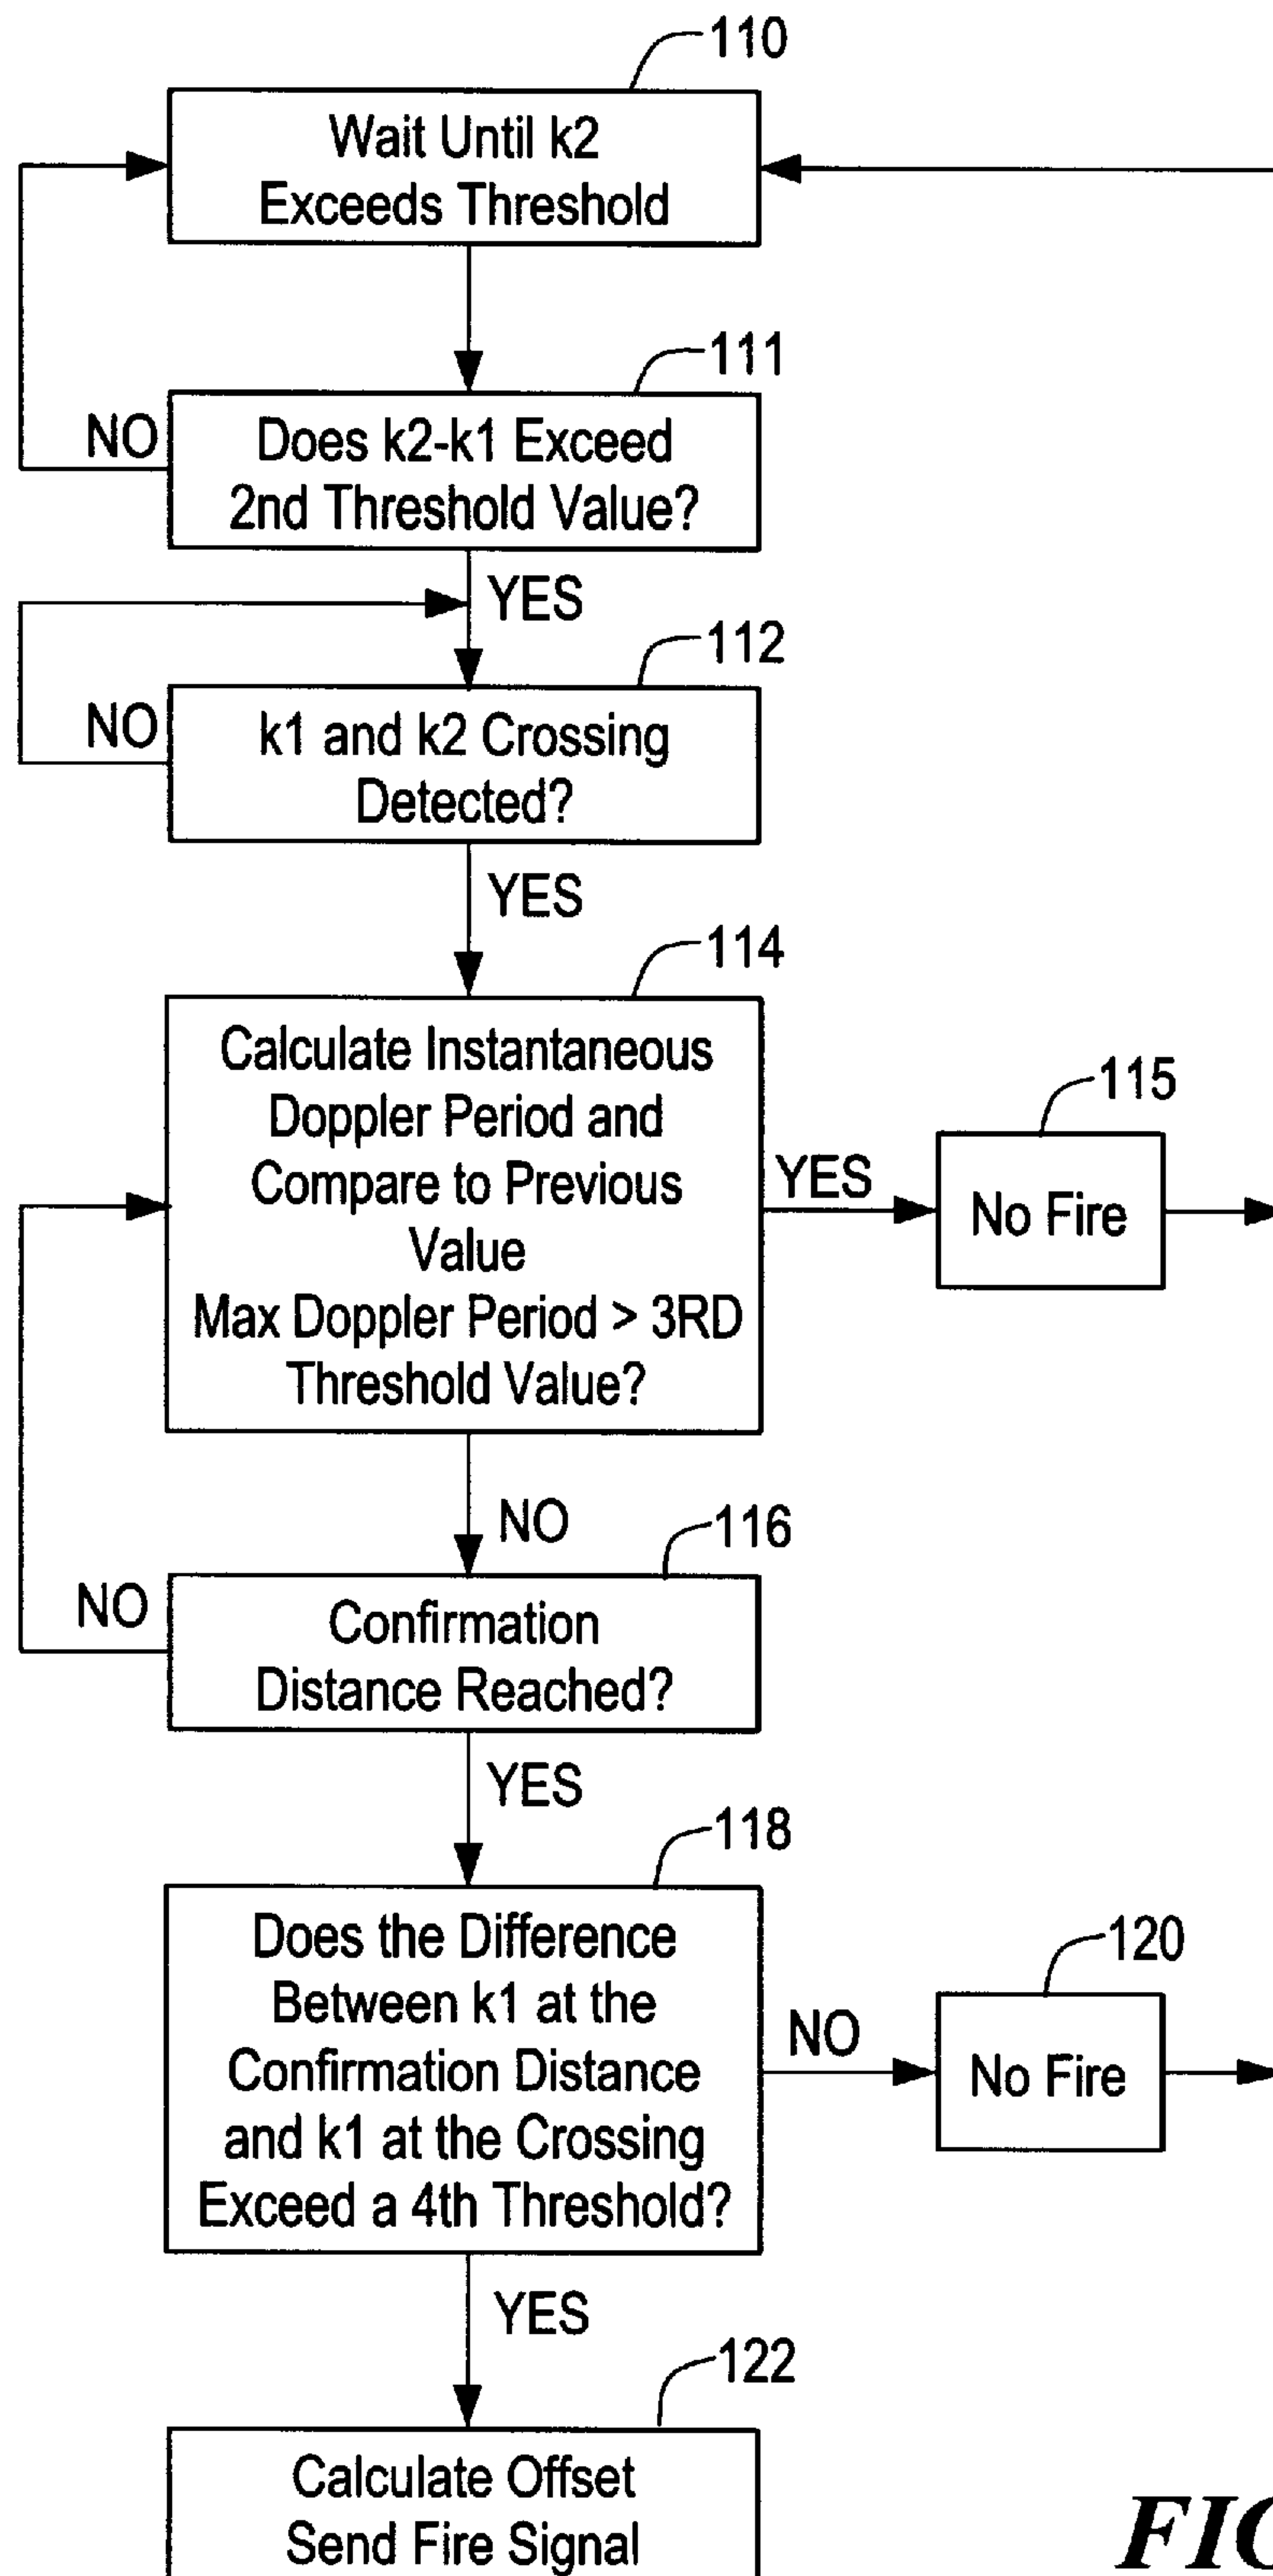 110
Wait Until k2
Exceeds Threshold
111
Does k2-k1 Exceed
2nd Threshold Value?
NO
YES
112
k1 and k2 Crossing
Detected?
NO
YES
114
Calculate Instantaneous
Doppler Period and
Compare to Previous
Value
Max Doppler Period > 3RD
Threshold Value?
YES
115
No Fire
NO
116
Confirmation
Distance Reached?
NO
YES
118
Does the Difference
Between k1 at the
Confirmation Distance
and k1 at the Crossing
Exceed a 4th Threshold?
NO
120
No Fire
YES
122
Calculate Offset
Send Fire Signal